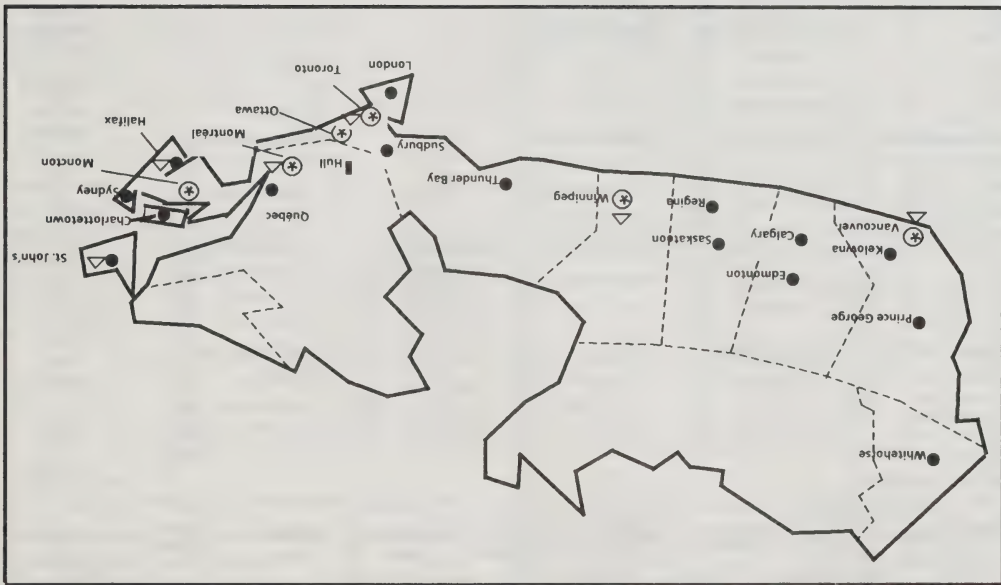 Whitehorse
Prince George
Edmonton
Kelowna
St. John's
Saskatoon
Calgary
Vancouver
Charlottetown
Québec
Regina
Winnipeg
Sydney
Thunder Bay
Moncton
Hull
Sudbury
Montréal
Halifax
Ottawa
Toronto
London